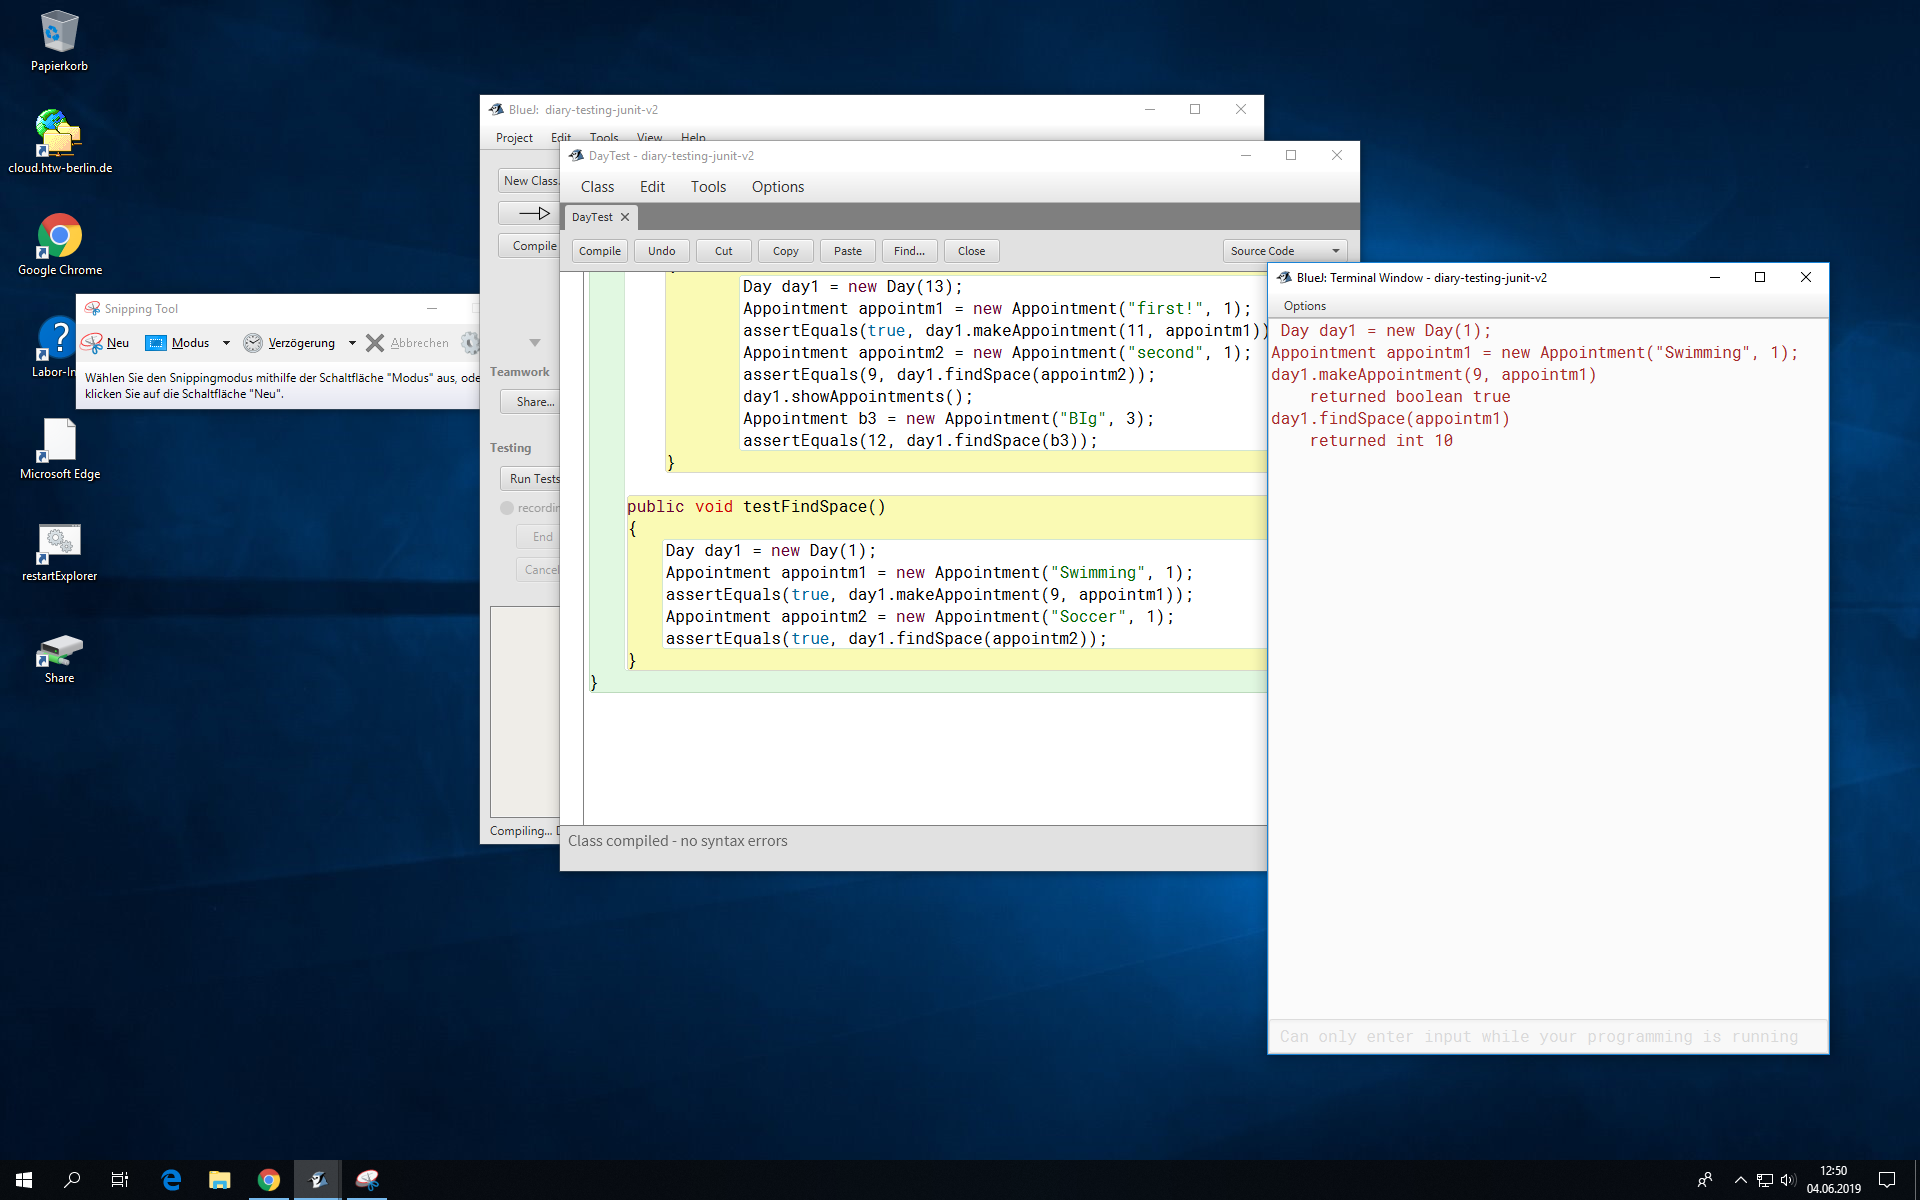 Papierkorb
cloud.htw-berlin.de
Google Chrome
Labor-In
Microsoft Edge
restartExplorer
Share
Snipping Tool
Neu Modus Verzögerung Abbrechen
Wählen Sie den Snippingmodus mithilfe der Schaltfläche "Modus" aus, ode
klicken Sie auf die Schaltfläche "Neu".
BlueJ: diary-testing-junit-v2
Project Edit Tools View Help
New Class.
Compile
Teamwork
Share...
Testing
Run Tests
recordin
End
Cancel
Compiling... D
DayTest - diary-testing-junit-v2
Class Edit Tools Options
DayTest
Compile Undo Cut Copy Paste Find... Close Source Code
Day day1 = new Day(13);
Appointment appointm1 = new Appointment("first!", 1);
assertEquals(true, day1.makeAppointment(11, appointm1))
Appointment appointm2 = new Appointment("second", 1);
assertEquals(9, day1.findSpace(appointm2));
day1.showAppointments();
Appointment b3 = new Appointment("BIg", 3);
assertEquals(12, day1.findSpace(b3));
}
public void testFindSpace()
{
Day day1 = new Day(1);
Appointment appointm1 = new Appointment("Swimming", 1);
assertEquals(true, day1.makeAppointment(9, appointm1));
Appointment appointm2 = new Appointment("Soccer", 1);
assertEquals(true, day1.findSpace(appointm2));
}
}
Class compiled - no syntax errors
BlueJ: Terminal Window - diary-testing-junit-v2
Options
Day day1 = new Day(1);
Appointment appointm1 = new Appointment("Swimming", 1);
day1.makeAppointment(9, appointm1)
returned boolean true
day1.findSpace(appointm1)
returned int 10
Can only enter input while your programming is running
12:50
04.06.2019